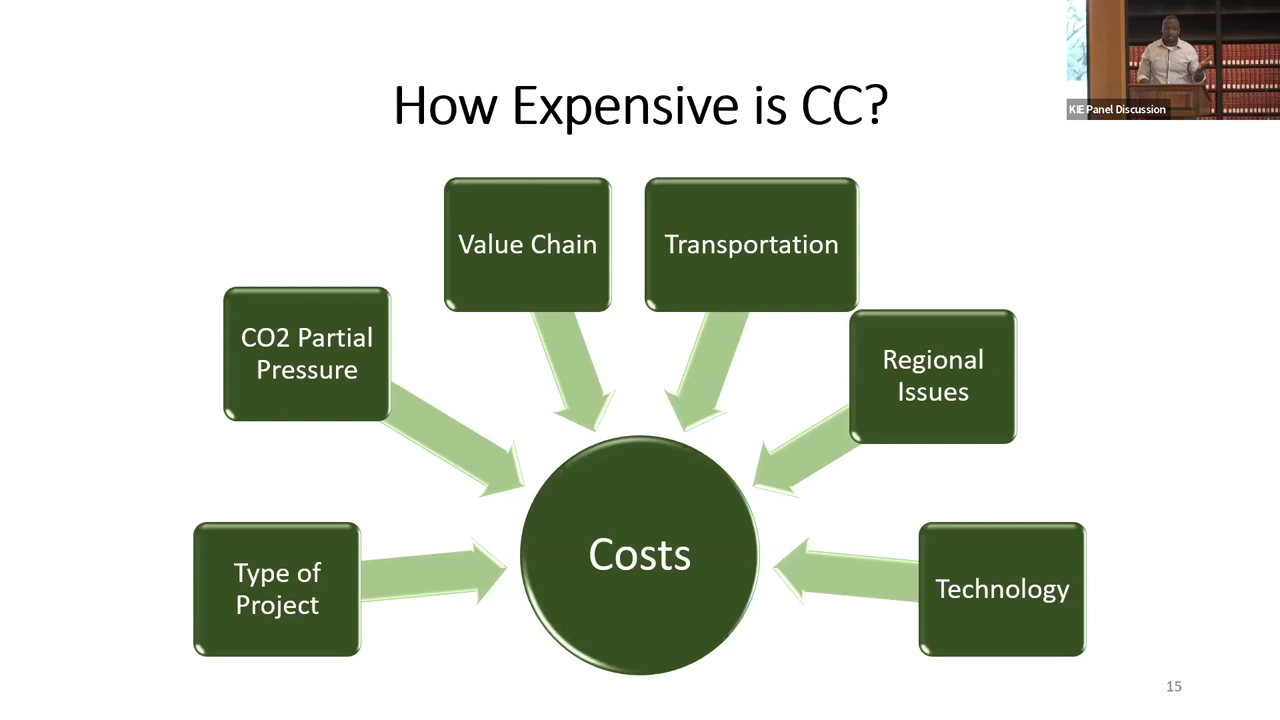 How Expensive is CC?
KIE Panel Discussion
Value Chain
Transportation
CO2 Partial
Pressure
Regional
Issues
Type of
Project
Costs
Technology
15